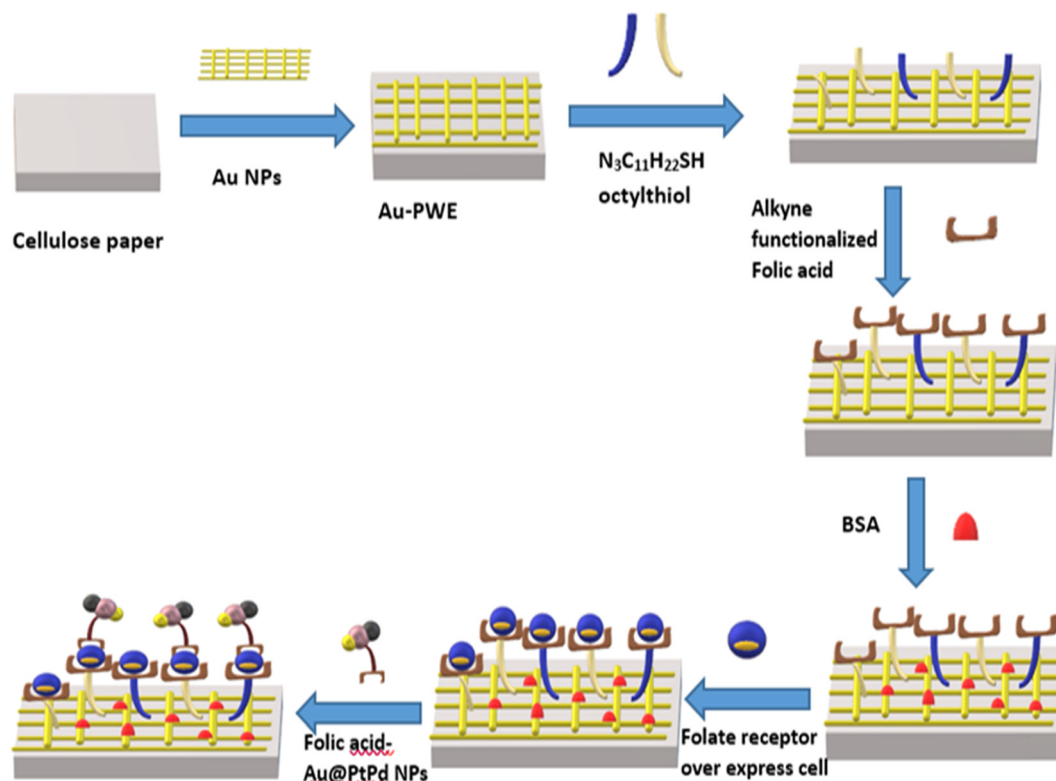 Au NPs
Cellulose paper
Au-PWE
N₃C₁₁H₂₂SH
octylthiol
Alkyne
functionalized
Folic acid
BSA
Folate receptor
over express cell
Folic acid-
Au@PtPd NPs